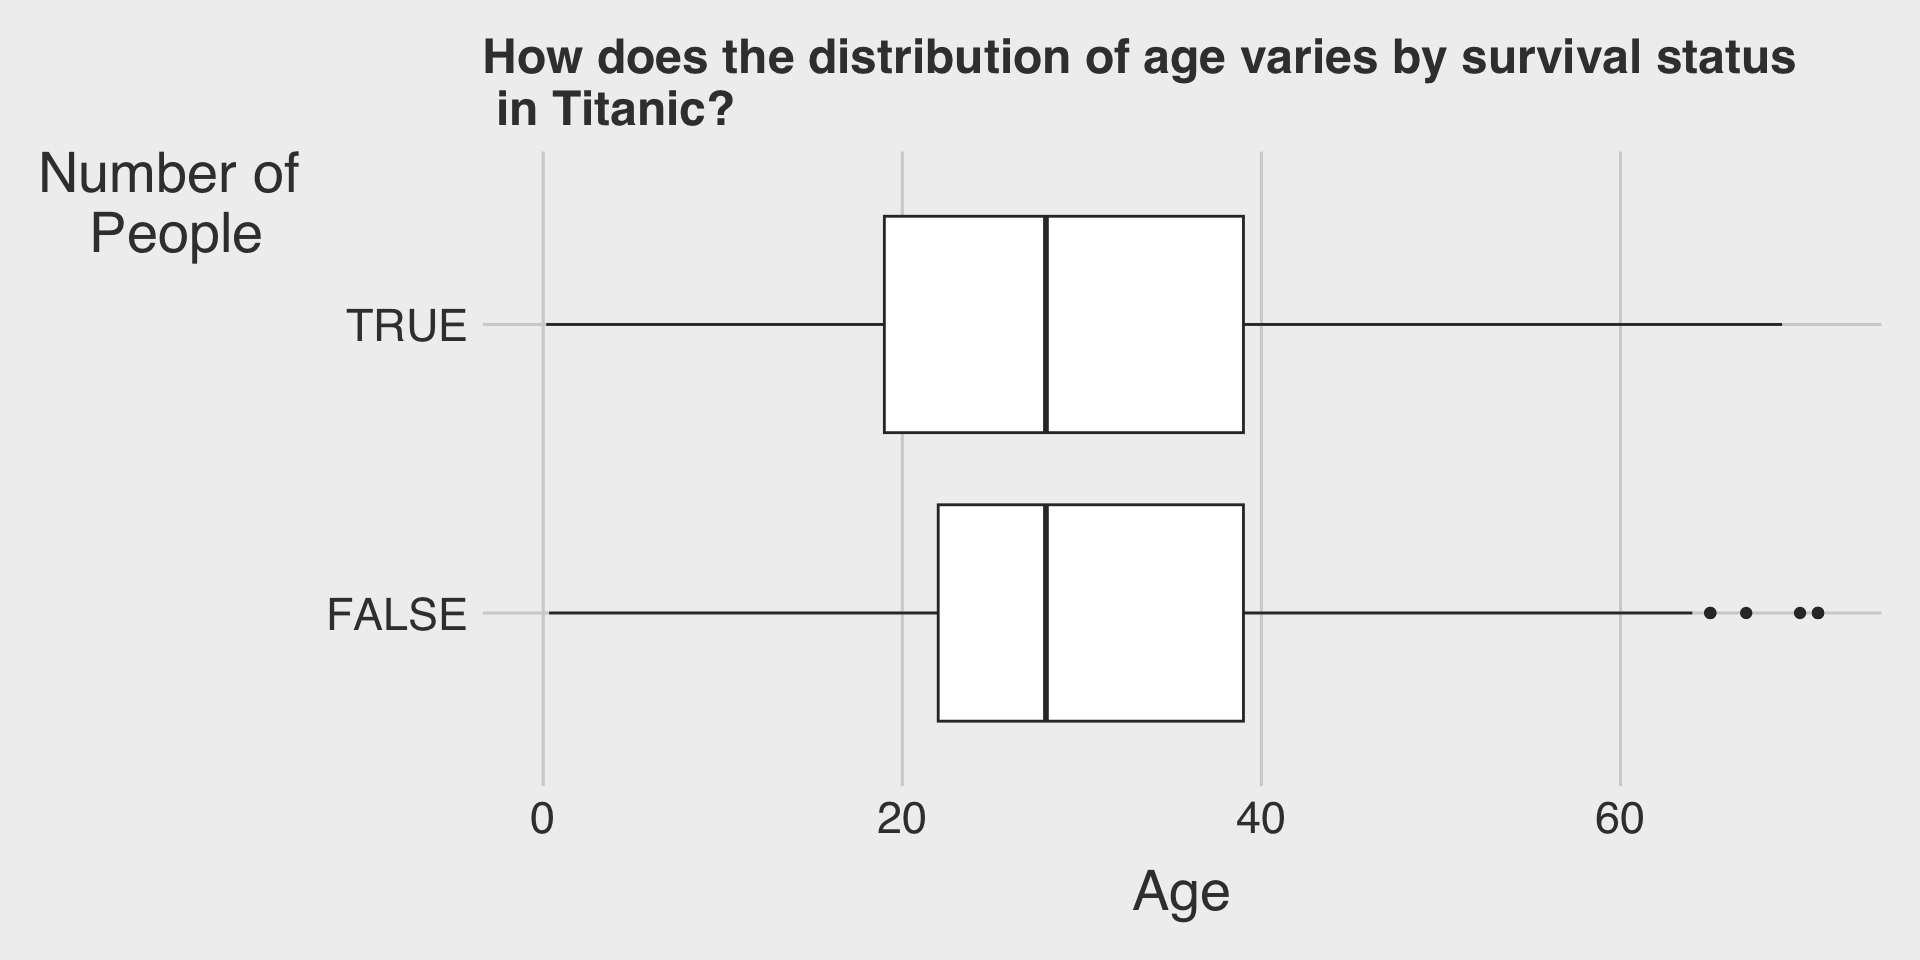 How does the distribution of age varies by survival status
in Titanic?
Number of
People
TRUE
FALSE
0 20 40 60
Age